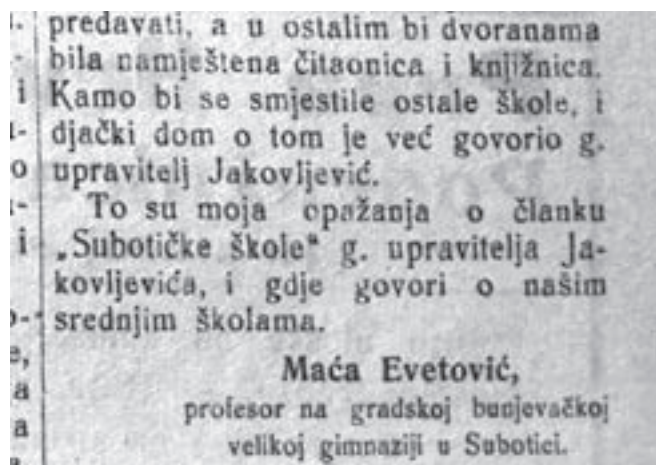 predavati, a u ostalim bi dvoranama
bila namještena čitaonica i knjižnica.
i Kamo bi se smjestile ostale škole, i
djački dom o tom je već govorio g.
o upravitelj Jakovljević.
To su moja opažanja o članku
i „Subotičke škole“ g. upravitelja Ja-
kovljevića, i gdje govori o našim
o- srednjim školama.
e,
Maća Evetović,
a
profesor na gradskoj bunjevačkoj
a
velikoj gimnaziji u Subotici.